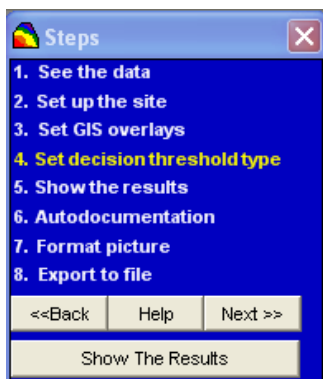 Steps
1. See the data
2. Set up the site
3. Set GIS overlays
4. Set decision threshold type
5. Show the results
6. Autodocumentation
7. Format picture
8. Export to file
<<Back Help Next >>
Show The Results